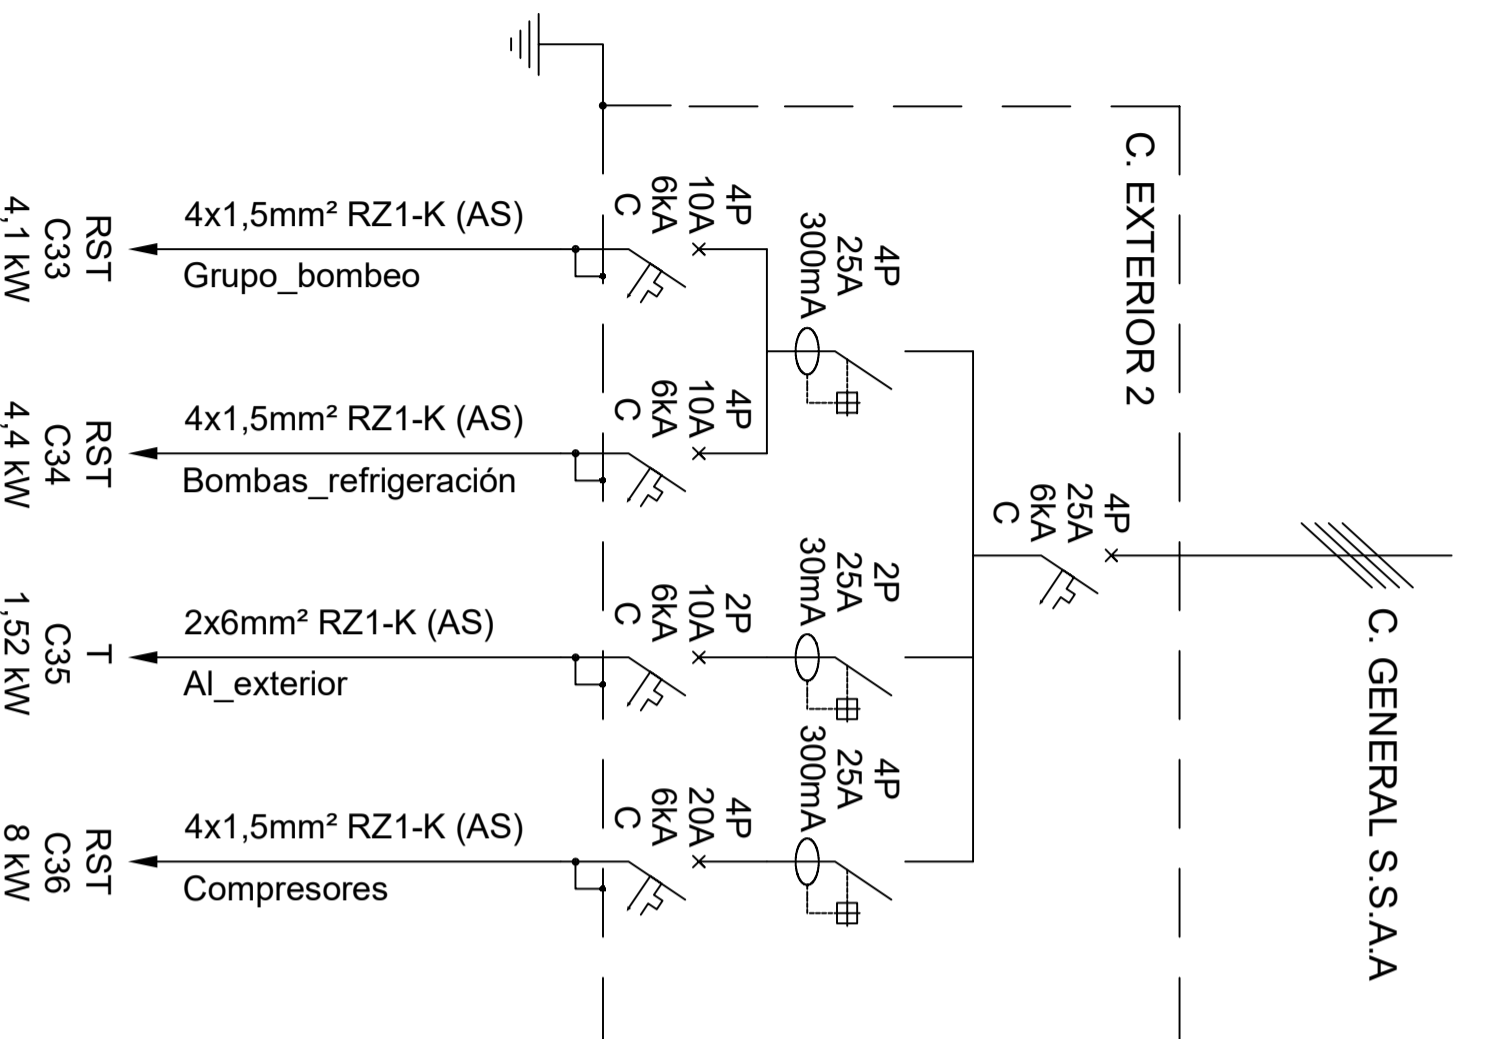 C. GENERAL S.S.A.A
C. EXTERIOR 2
4P
25A
6kA
C
4P
25A
300mA
2P
25A
30mA
4P
25A
300mA
4P
10A
6kA
C
4P
10A
6kA
C
2P
10A
6kA
C
4P
20A
6kA
C
4x1,5mm² RZ1-K (AS)
Grupo_bombeo
4x1,5mm² RZ1-K (AS)
Bombas_refrigeración
2x6mm² RZ1-K (AS)
Al_exterior
4x1,5mm² RZ1-K (AS)
Compresores
RST
C33
4,1 kW
RST
C34
4,4 kW
T
C35
1,52 kW
RST
C36
8 kW